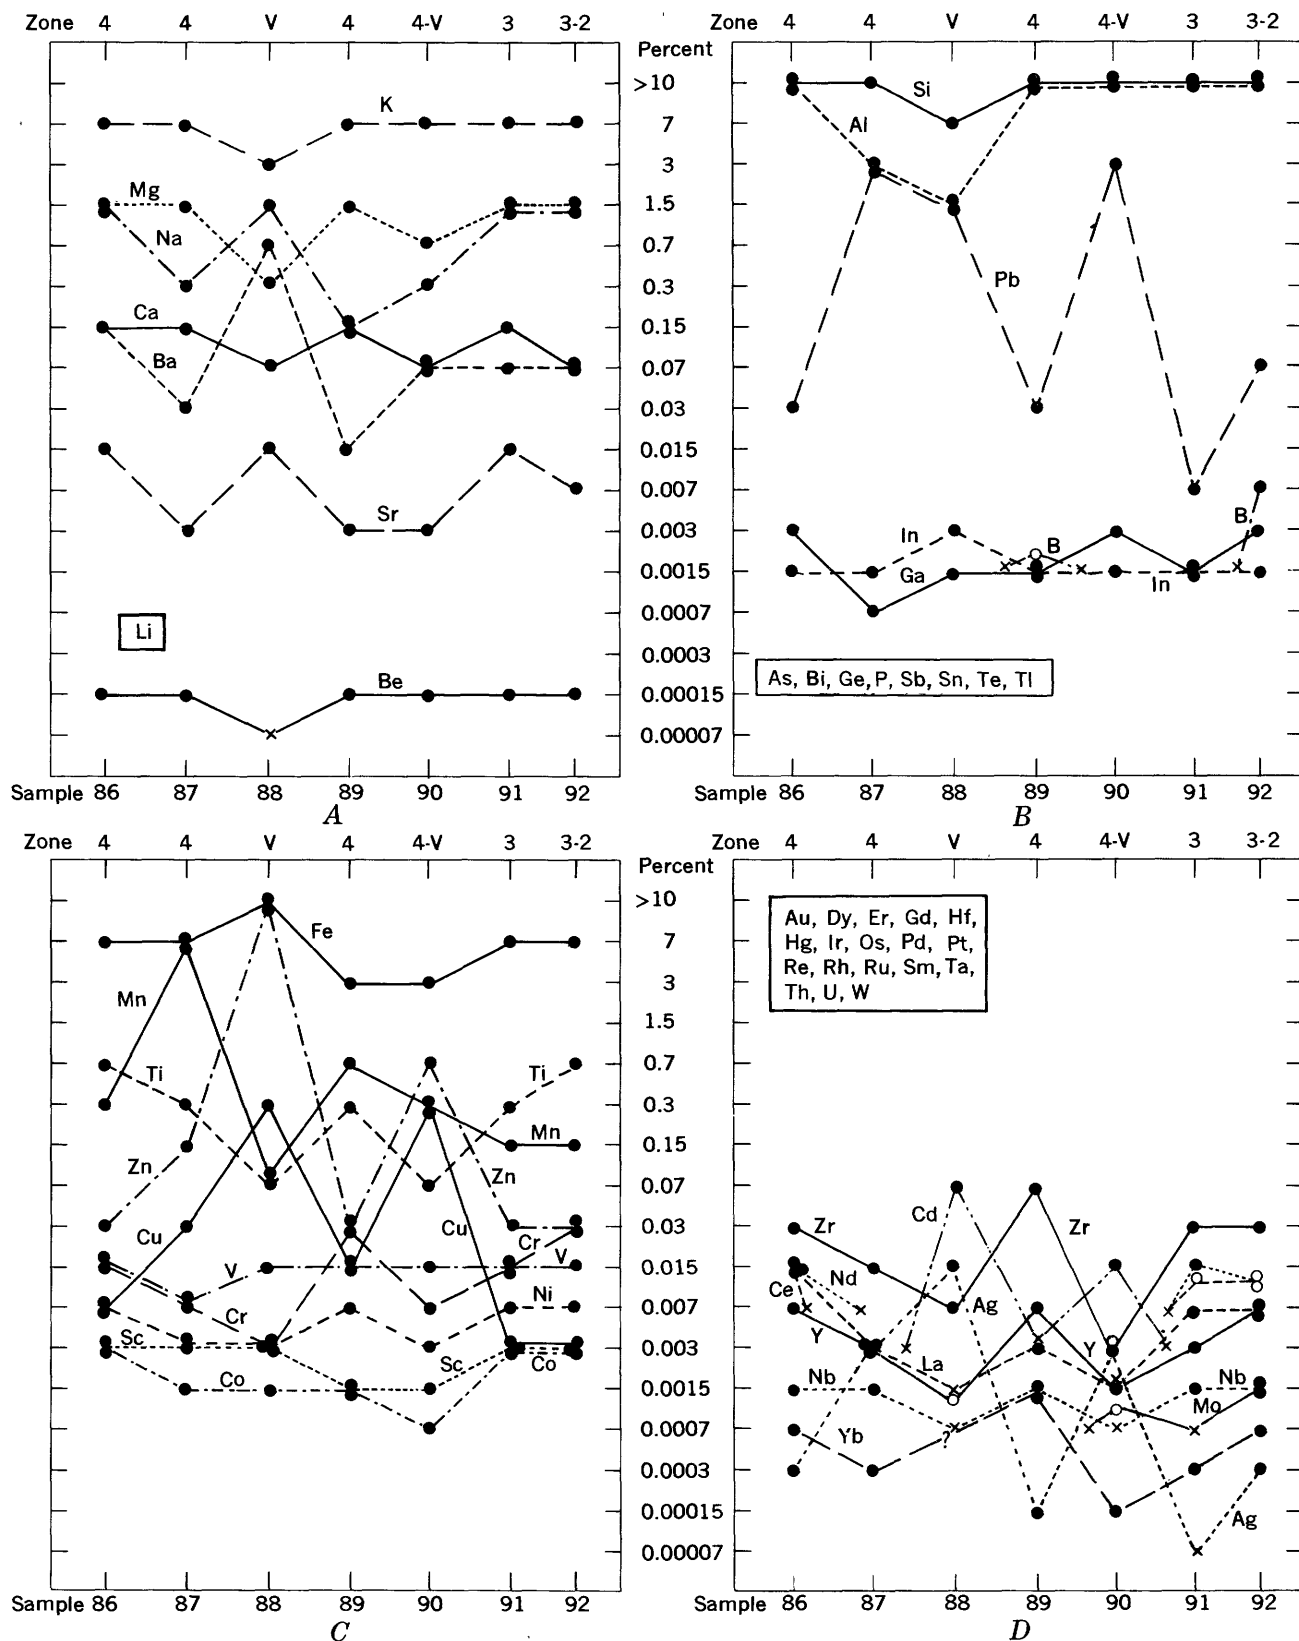 Zone 4 4 V 4 4-V 3 3-2
Percent
>10
7
3
1.5
0.7
0.3
0.15
0.07
0.03
0.015
0.007
0.003
0.0015
0.0007
0.0003
0.00015
0.00007
K
Mg
Na
Ca
Ba
Sr
Li
Be
Sample 86 87 88 89 90 91 92
A
Zone 4 4 V 4 4-V 3 3-2
Si
Al
Pb
B
In
B
Ga
In
As, Bi, Ge, P, Sb, Sn, Te, Tl
Sample 86 87 88 89 90 91 92
B
Zone 4 4 V 4 4-V 3 3-2
Percent
>10
7
3
1.5
0.7
0.3
0.15
0.07
0.03
0.015
0.007
0.003
0.0015
0.0007
0.0003
0.00015
0.00007
Fe
Mn
Ti
Ti
Mn
Zn
Zn
Cu
Cu
Cr
V
V
Ni
Cr
Sc
Sc
Co
Co
Sample 86 87 88 89 90 91 92
C
Zone 4 4 V 4 4-V 3 3-2
Au, Dy, Er, Gd, Hf,
Hg, Ir, Os, Pd, Pt,
Re, Rh, Ru, Sm, Ta,
Th, U, W
Cd
Zr
Zr
Nd
Ce
Ag
Y
Y
La
Nb
Nb
Mo
Yb
?
Ag
Sample 86 87 88 89 90 91 92
D